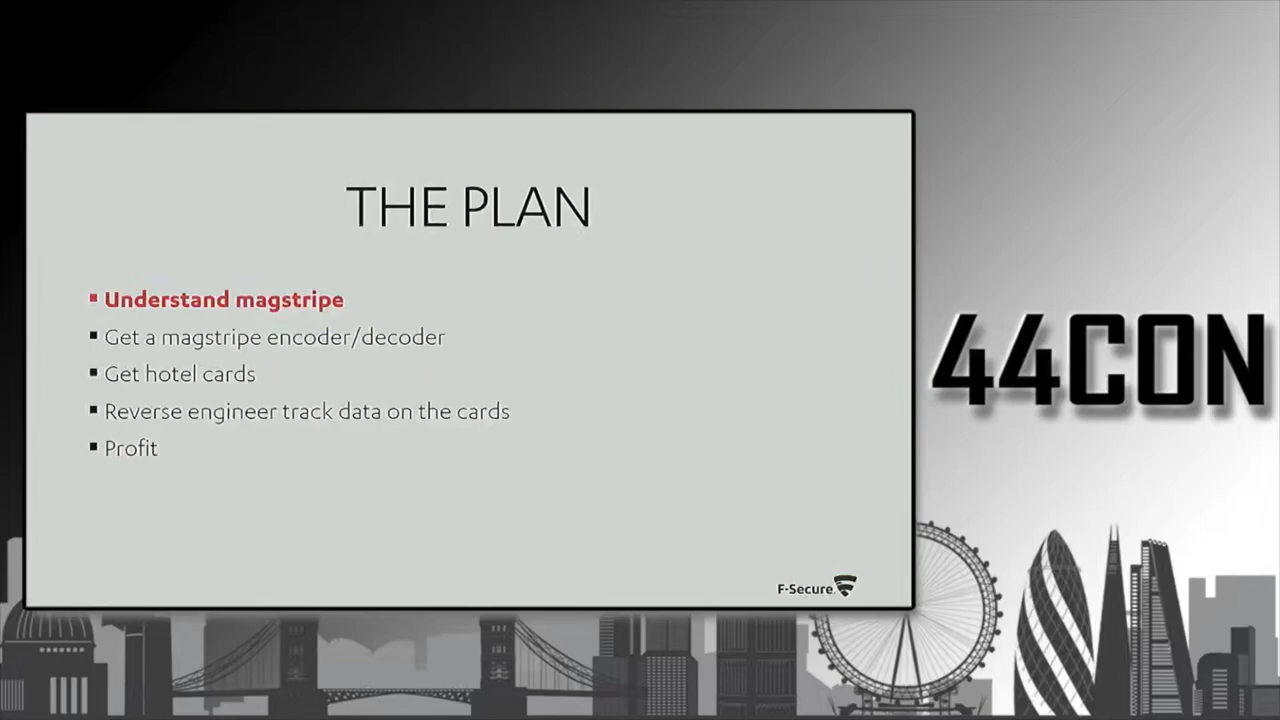 THE PLAN
Understand magstripe
Get a magstripe encoder/decoder
Get hotel cards
Reverse engineer track data on the cards
Profit
F-Secure.
44CON